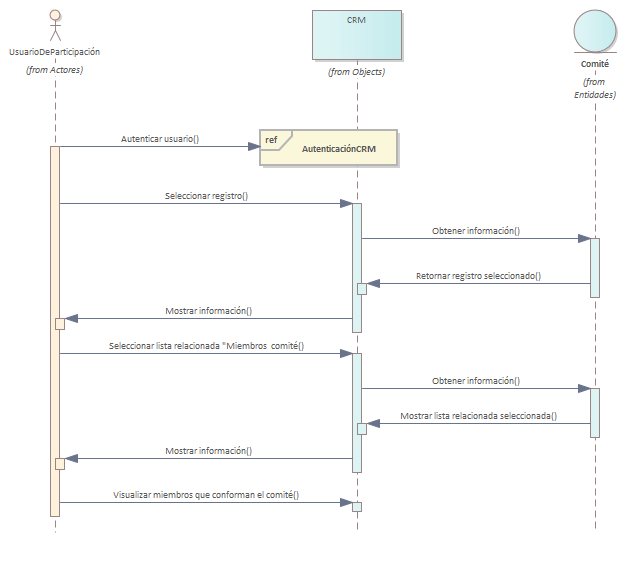 CRM
UsuarioDeParticipación
(from Actores)
(from Objects)
Comité
(from
Entidades)
Autenticar usuario()
ref
AutenticaciónCRM
Seleccionar registro()
Obtener información()
Retornar registro seleccionado()
Mostrar información()
Seleccionar lista relacionada "Miembros  comité()
Obtener información()
Mostrar lista relacionada seleccionada()
Mostrar información()
Visualizar miembros que conforman el comité()